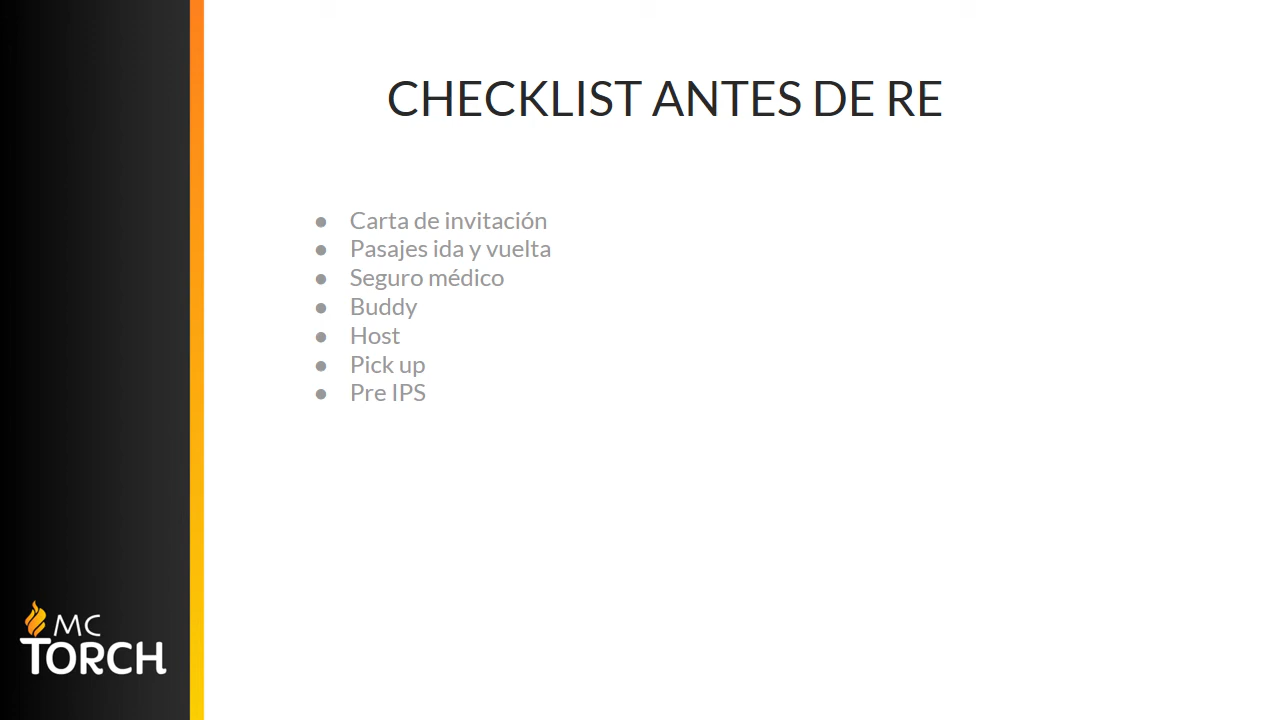 CHECKLIST ANTES DE RE
● Carta de invitación
● Pasajes ida y vuelta
● Seguro médico
● Buddy
● Host
● Pick up
● Pre IPS
MC
TORCH